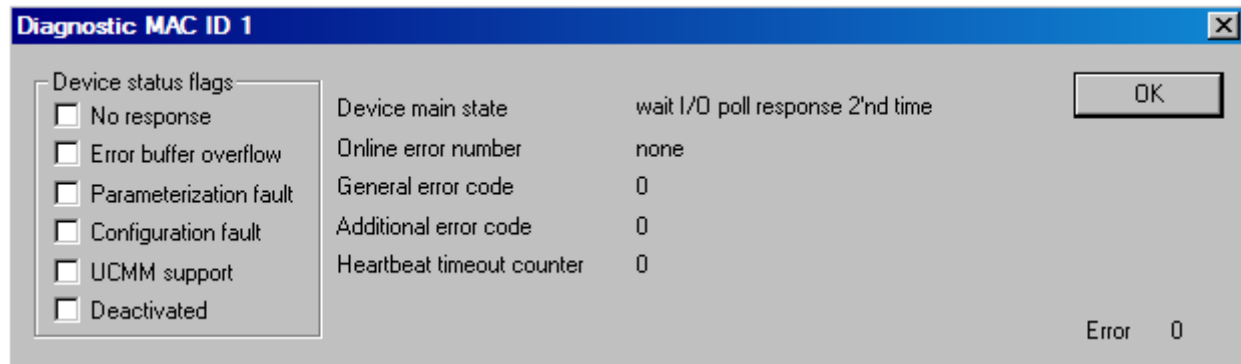 Diagnostic MAC ID 1
Device status flags
No response
Error buffer overflow
Parameterization fault
Configuration fault
UCMM support
Deactivated
Device main state wait I/O poll response 2'nd time
Online error number none
General error code 0
Additional error code 0
Heartbeat timeout counter 0
OK
Error 0